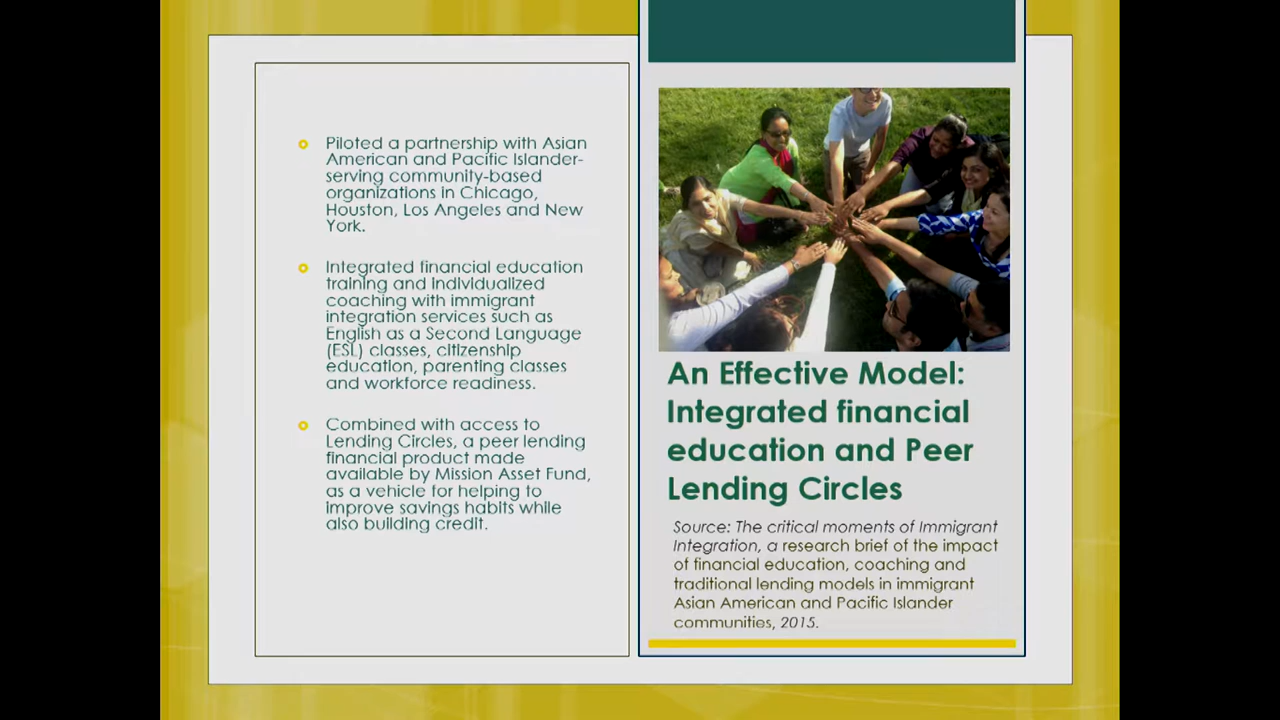 Piloted a partnership with Asian
American and Pacific Islander-
serving community-based
organizations in Chicago,
Houston, Los Angeles and New
York.
Integrated financial education
training and individualized
coaching with immigrant
integration services such as
English as a Second Language
(ESL) classes, citizenship
education, parenting classes
and workforce readiness.
Combined with access to
Lending Circles, a peer lending
financial product made
available by Mission Asset Fund,
as a vehicle for helping to
improve savings habits while
also building credit.
An Effective Model:
Integrated financial
education and Peer
Lending Circles
Source: The critical moments of Immigrant
Integration, a research brief of the impact
of financial education, coaching and
traditional lending models in immigrant
Asian American and Pacific Islander
communities, 2015.